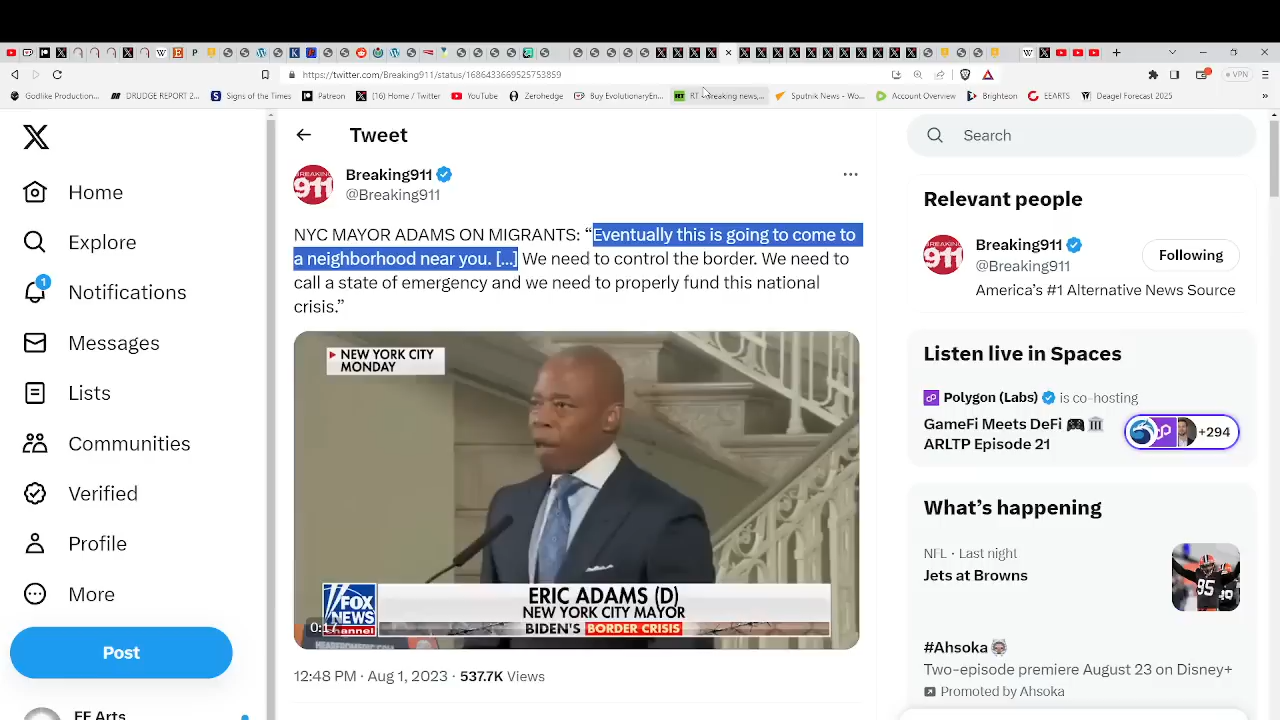 https://twitter.com/Breaking911/status/1686433669525753859
VPN
Godlike Production...
DRUDGE REPORT 2...
Signs of the Times
Patreon
(16) Home / Twitter
YouTube
Zerohedge
Buy EvolutionaryEn...
RT - Breaking news,...
Sputnik News - Wo...
Account Overview
Brighteon
EEARTS
Deagel Forecast 2025
Home
Explore
1
Notifications
Messages
Lists
Communities
Verified
Profile
More
Post
EE Arts
Tweet
BREAKING
911
Breaking911
@Breaking911
NYC MAYOR ADAMS ON MIGRANTS: “Eventually this is going to come to
a neighborhood near you. [...] We need to control the border. We need to
call a state of emergency and we need to properly fund this national
crisis.”
NEW YORK CITY
MONDAY
FOX
NEWS
channel
ERIC ADAMS (D)
NEW YORK CITY MAYOR
BIDEN'S BORDER CRISIS
12:48 PM · Aug 1, 2023 · 537.7K Views
Search
Relevant people
BREAKING
911
Breaking911
@Breaking911
Following
America’s #1 Alternative News Source
Listen live in Spaces
Polygon (Labs) is co-hosting
GameFi Meets DeFi
ARLTP Episode 21
+294
What’s happening
NFL · Last night
Jets at Browns
95
#Ahsoka
Two-episode premiere August 23 on Disney+
Promoted by Ahsoka